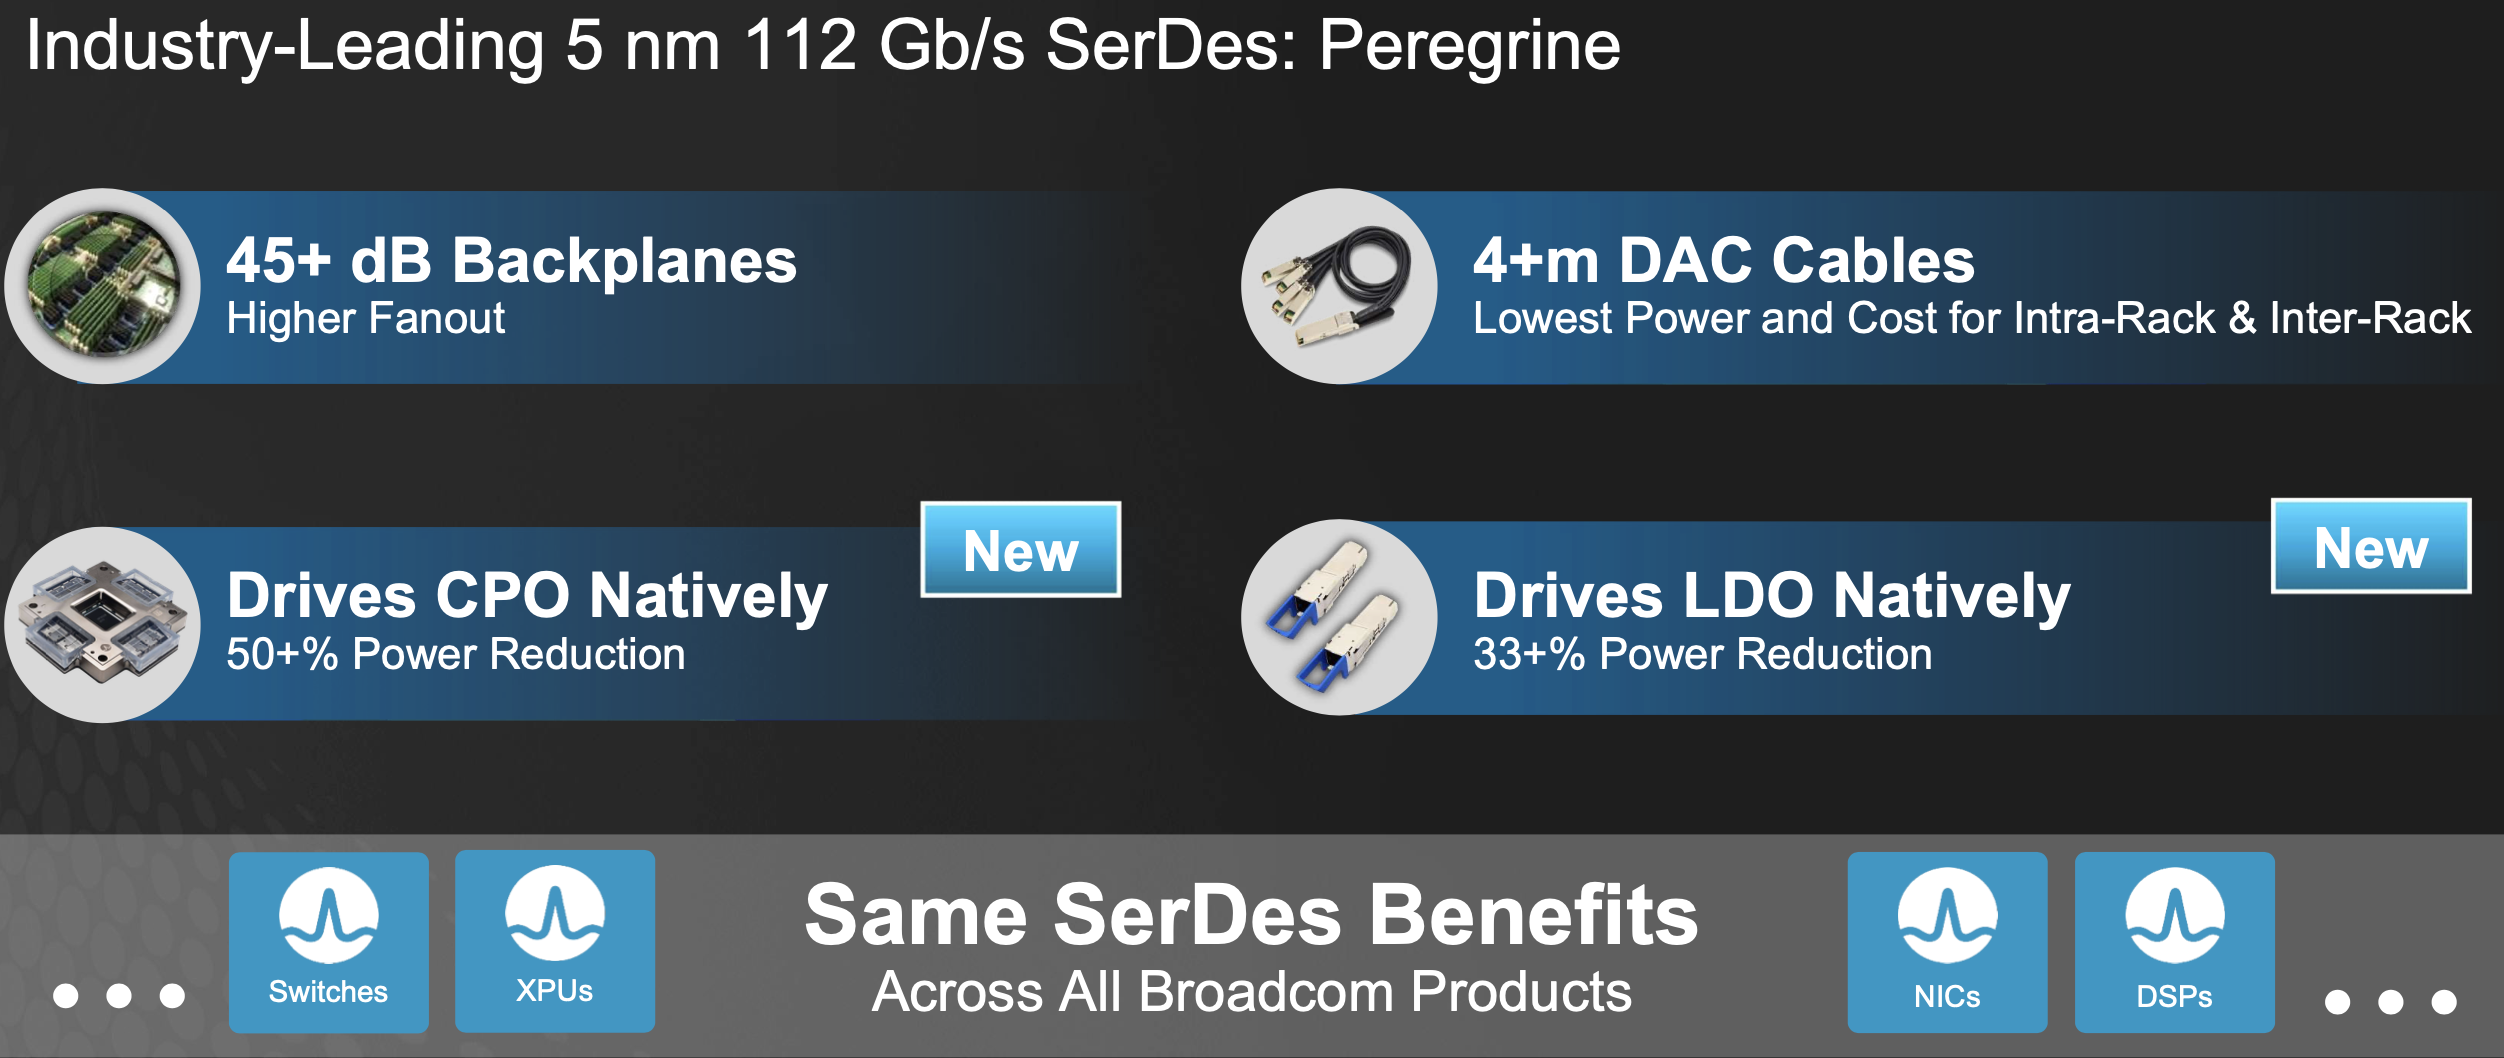 Industry-Leading 5 nm 112 Gb/s SerDes: Peregrine
45+ dB Backplanes
Higher Fanout
4+m DAC Cables
Lowest Power and Cost for Intra-Rack & Inter-Rack
New
Drives CPO Natively
50+% Power Reduction
New
Drives LDO Natively
33+% Power Reduction
Switches
XPUs
Same SerDes Benefits
Across All Broadcom Products
NICs
DSPs